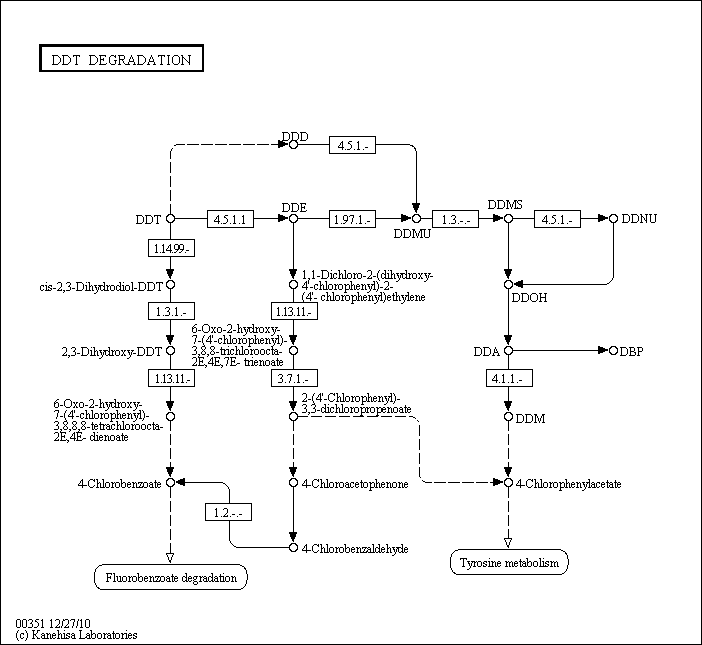 DDT DEGRADATION
DDD
4.5.1.-
DDT
4.5.1.1
DDE
1.97.1.-
DDMU
1.3.-.-
DDMS
4.5.1.-
DDNU
1.14.99.-
cis-2,3-Dihydrodiol-DDT
1,1-Dichloro-2-(dihydroxy-
4'-chlorophenyl)-2-
(4'- chlorophenyl)ethylene
DDOH
1.3.1.-
1.13.11.-
2,3-Dihydroxy-DDT
6-Oxo-2-hydroxy-
7-(4'-chlorophenyl)-
3,8,8-trichloroocta-
2E,4E,7E- trienoate
DDA
DBP
1.13.11.-
3.7.1.-
4.1.1.-
6-Oxo-2-hydroxy-
7-(4'-chlorophenyl)-
3,8,8,8-tetrachloroocta-
2E,4E- dienoate
2-(4'-Chlorophenyl)-
3,3-dichloropropenoate
DDM
4-Chlorobenzoate
4-Chloroacetophenone
4-Chlorophenylacetate
1.2.-.-
4-Chlorobenzaldehyde
Fluorobenzoate degradation
Tyrosine metabolism
00351 12/27/10
(c) Kanehisa Laboratories